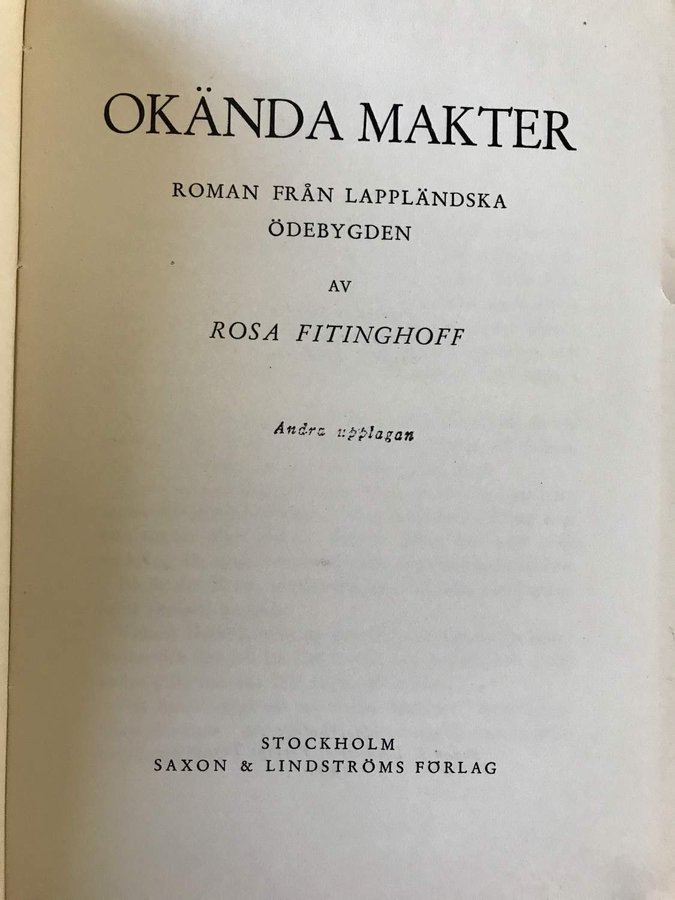 OKÄNDA MAKTER
ROMAN FRÅN LAPPLÄNDSKA
ÖDEBYGDEN
AV
ROSA FITINGHOFF
Andra upplagan
STOCKHOLM
SAXON & LINDSTRÖMS FÖRLAG